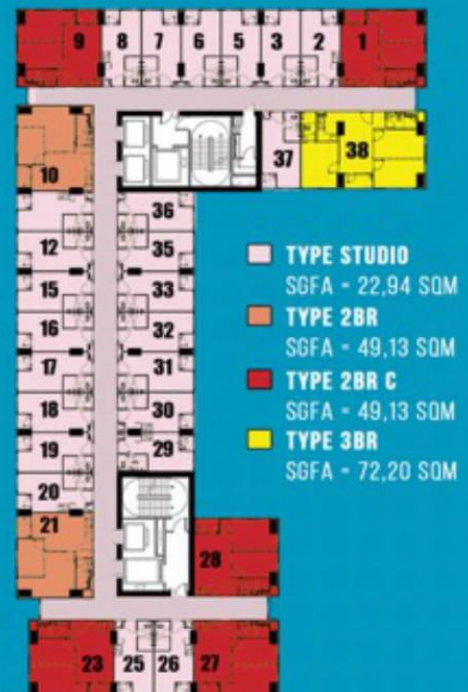 9 8 7 6 5 3 2 1
10
37 38
36
12
35
15
33
16
32
17
31
18
30
19
29
20
21
28
23 25 26 27
TYPE STUDIO
SGFA = 22,94 SQM
TYPE 2BR
SGFA - 49,13 SQM
TYPE 2BR C
SGFA = 49,13 SQM
TYPE 3BR
SGFA - 72,20 SQM